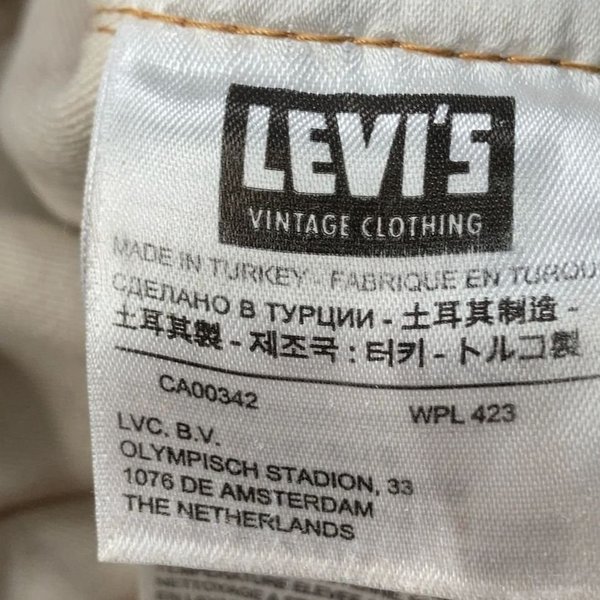 LEVI'S
VINTAGE CLOTHING
MADE IN TURKEY - FABRIQUE EN TURQU
СДЕЛАНО В ТУРЦИИ - 土耳其制造 -
土耳其製 - 제조국 : 터키 - トルコ製
CA00342 WPL 423
LVC. B.V.
OLYMPISCH STADION, 33
1076 DE AMSTERDAM
THE NETHERLANDS